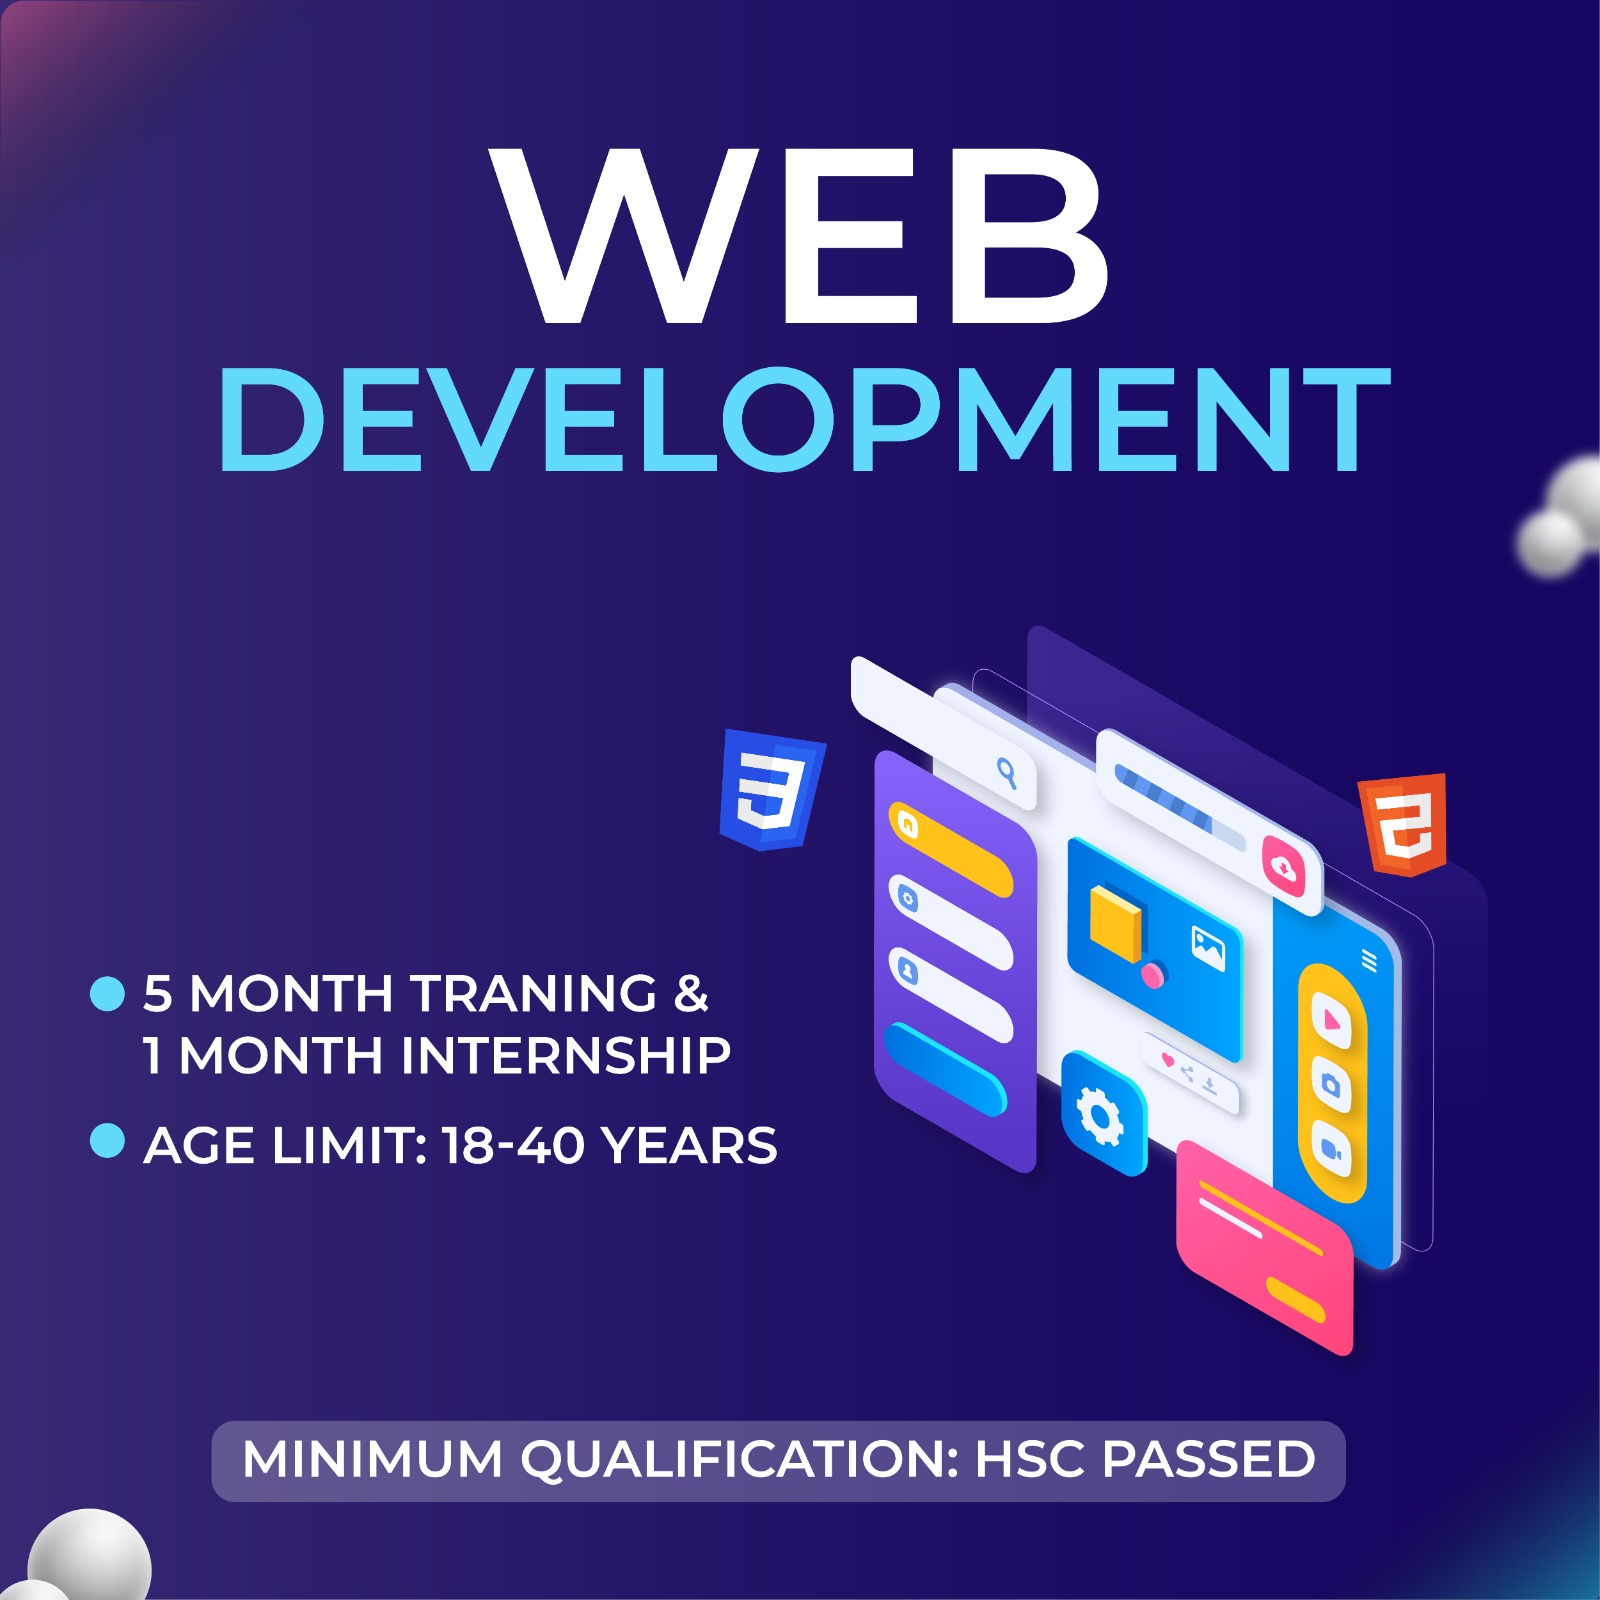 WEB
DEVELOPMENT
5 MONTH TRANING &
1 MONTH INTERNSHIP
AGE LIMIT: 18-40 YEARS
MINIMUM QUALIFICATION: HSC PASSED